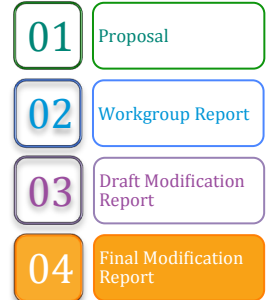 01
Proposal
02
Workgroup Report
03
Draft Modification
Report
04
Final Modification
Report